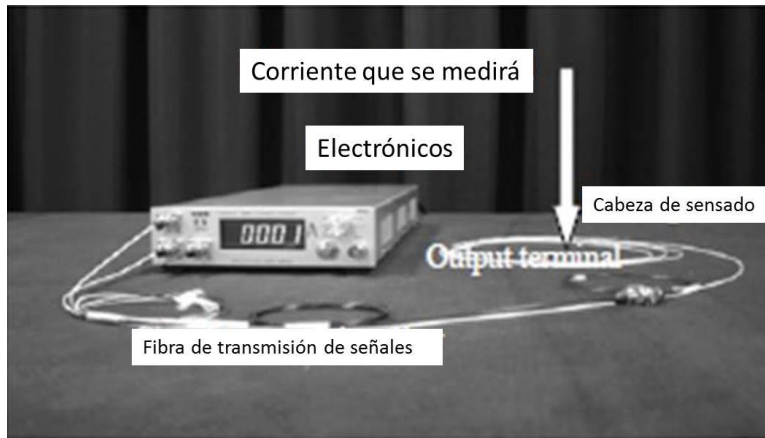 Corriente que se medirá
Electrónicos
Cabeza de sensado
0001 A
Output terminal
Fibra de transmisión de señales